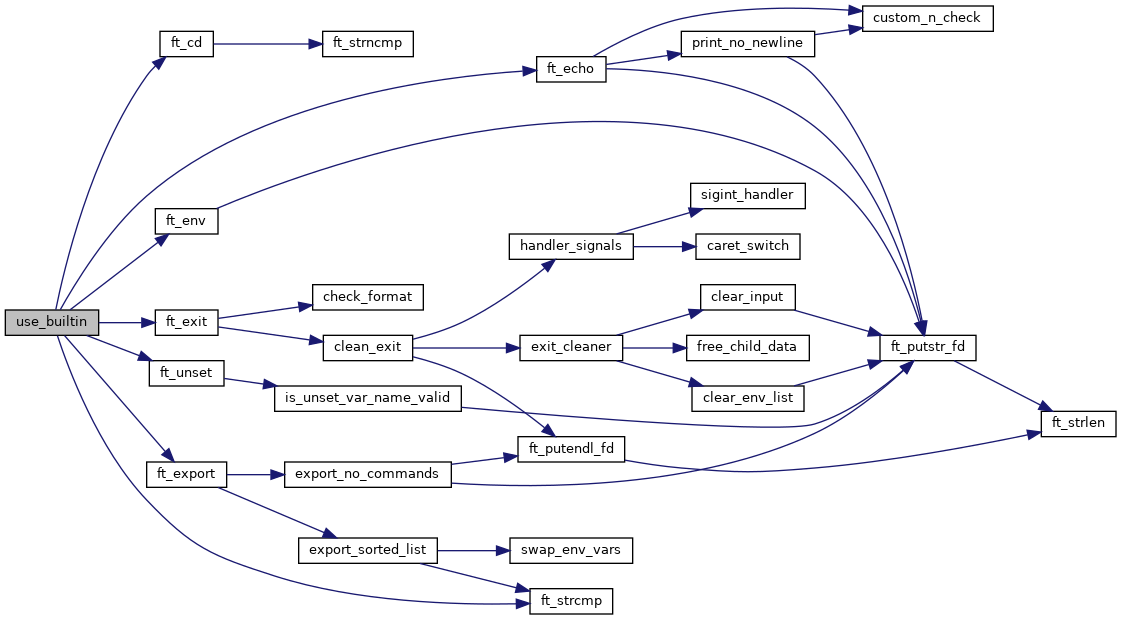 use_builtin
ft_cd
ft_strncmp
ft_echo
custom_n_check
print_no_newline
ft_env
ft_exit
check_format
clean_exit
handler_signals
sigint_handler
caret_switch
exit_cleaner
clear_input
free_child_data
clear_env_list
ft_putstr_fd
ft_strlen
ft_unset
is_unset_var_name_valid
ft_putendl_fd
ft_export
export_no_commands
export_sorted_list
swap_env_vars
ft_strcmp